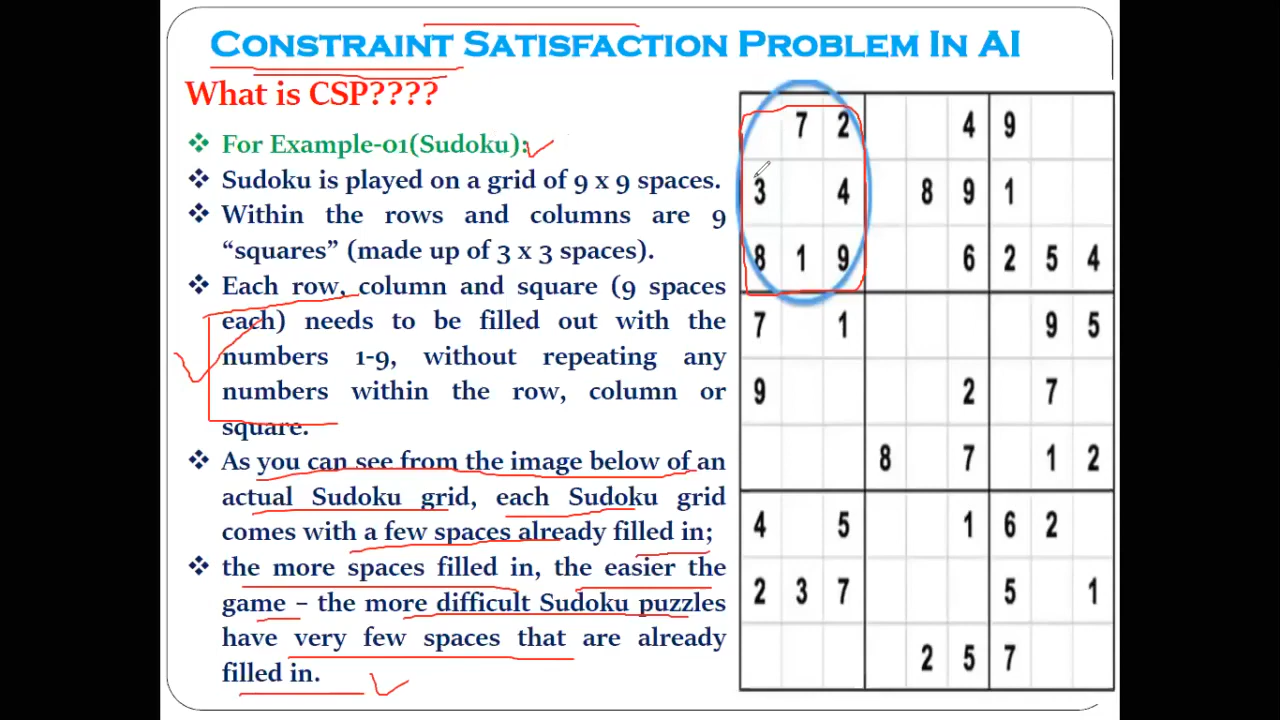 CONSTRAINT SATISFACTION PROBLEM IN AI
What is CSP????
❖ For Example-01(Sudoku):
❖ Sudoku is played on a grid of 9 x 9 spaces.
❖ Within the rows and columns are 9
“squares” (made up of 3 x 3 spaces).
❖ Each row, column and square (9 spaces
each) needs to be filled out with the
numbers 1-9, without repeating any
numbers within the row, column or
square.
❖ As you can see from the image below of an
actual Sudoku grid, each Sudoku grid
comes with a few spaces already filled in;
❖ the more spaces filled in, the easier the
game – the more difficult Sudoku puzzles
have very few spaces that are already
filled in.
7 2 4 9
3 4 8 9 1
8 1 9 6 2 5 4
7 1 9 5
9 2 7
8 7 1 2
4 5 1 6 2
2 3 7 5 1
2 5 7